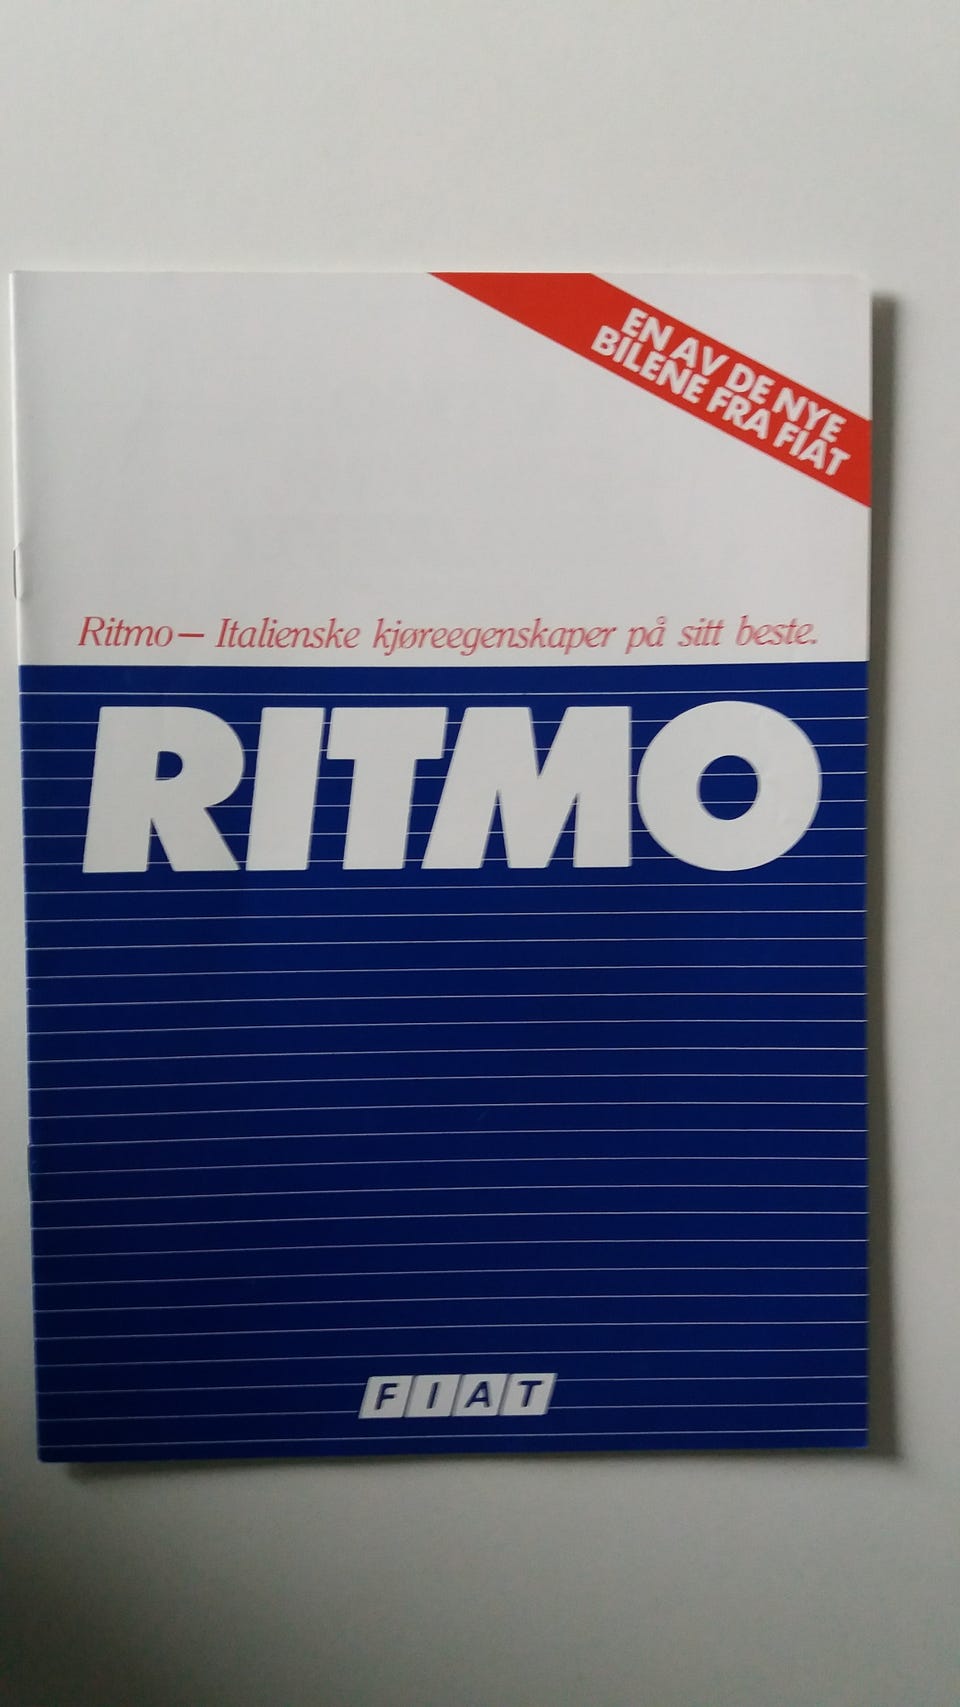 EN AV DE NYE
BILENE FRA FIAT
Ritmo – Italienske kjøreegenskaper på sitt beste.
RITMO
FIAT